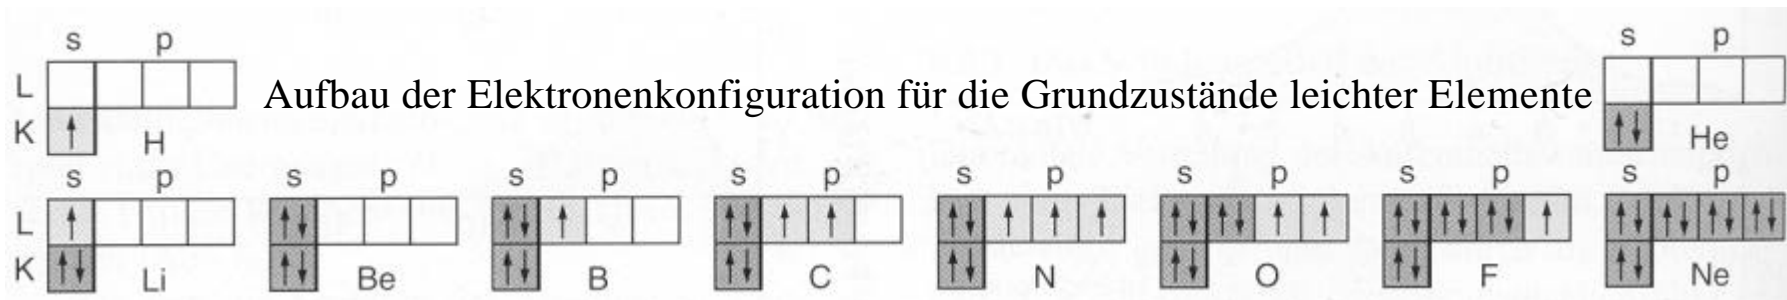 s p s p
L
Aufbau der Elektronenkonfiguration für die Grundzustände leichter Elemente
K ↑ H ↑↓ He
s p s p s p s p s p s p s p s p
L ↑ ↑↓ ↑↓ ↑ ↑↓ ↑ ↑ ↑↓ ↑ ↑ ↑ ↑↓ ↑↓ ↑ ↑ ↑↓ ↑↓ ↑↓ ↑ ↑↓ ↑↓ ↑↓ ↑↓
K ↑↓ Li ↑↓ Be ↑↓ B ↑↓ C ↑↓ N ↑↓ O ↑↓ F ↑↓ Ne